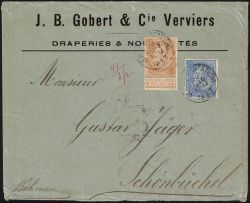 J. B. Gobert & Cie Verviers
DRAPERIES & NOUVEAUTÉS
Monsieur
Gustav Jäger
Schönbüchel
Böhmen